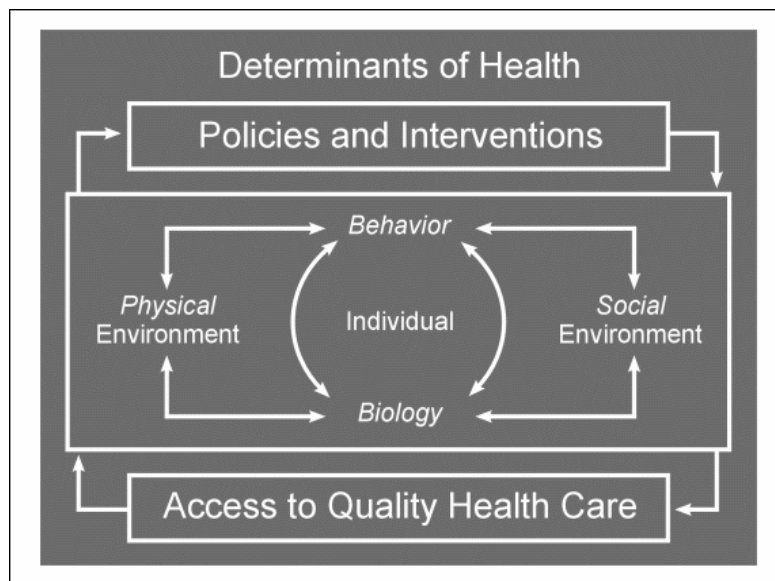 Determinants of Health
Policies and Interventions
Behavior
Physical
Environment
Individual
Social
Environment
Biology
Access to Quality Health Care